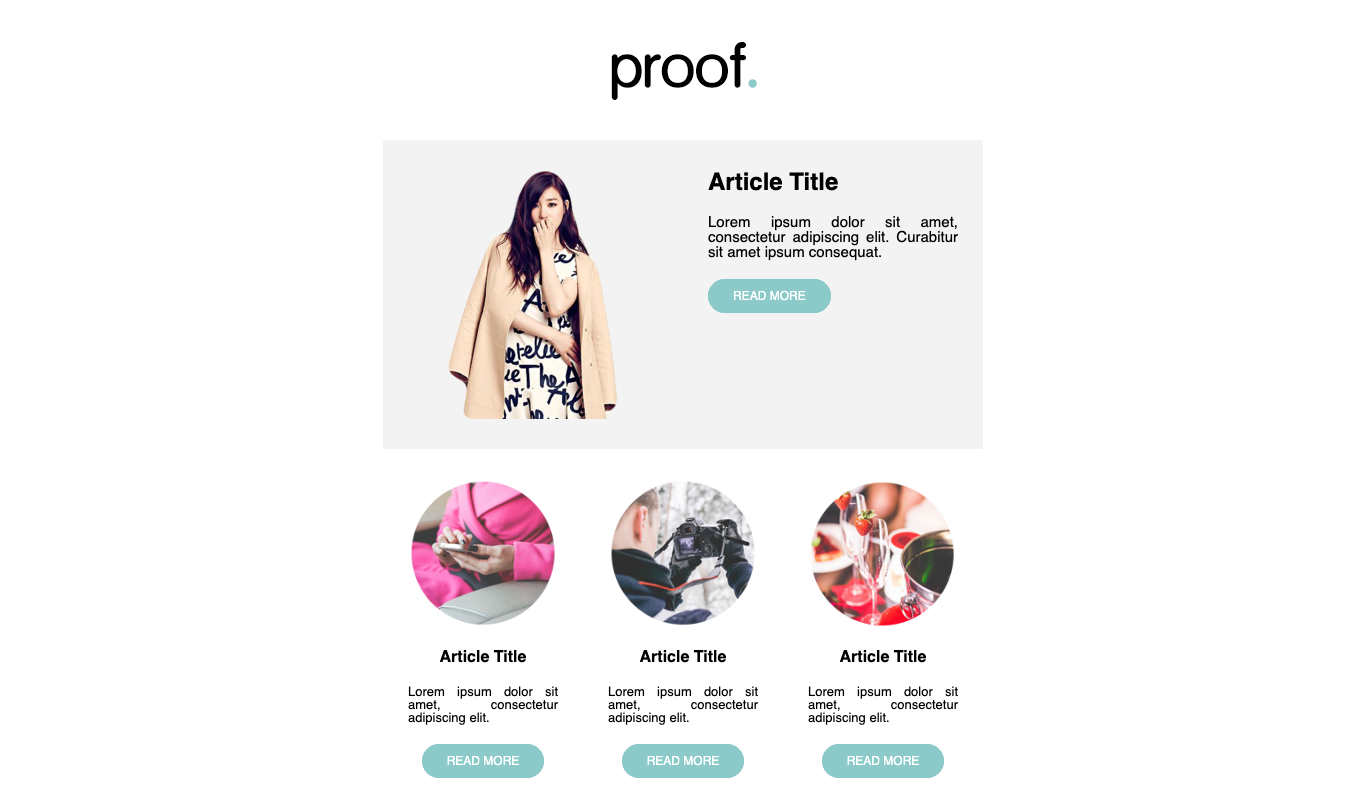 proof.
Article Title
Lorem ipsum dolor sit amet,
consectetur adipiscing elit. Curabitur
sit amet ipsum consequat.
READ MORE
Article Title
Lorem ipsum dolor sit
amet, consectetur
adipiscing elit.
READ MORE
Article Title
Lorem ipsum dolor sit
amet, consectetur
adipiscing elit.
READ MORE
Article Title
Lorem ipsum dolor sit
amet, consectetur
adipiscing elit.
READ MORE